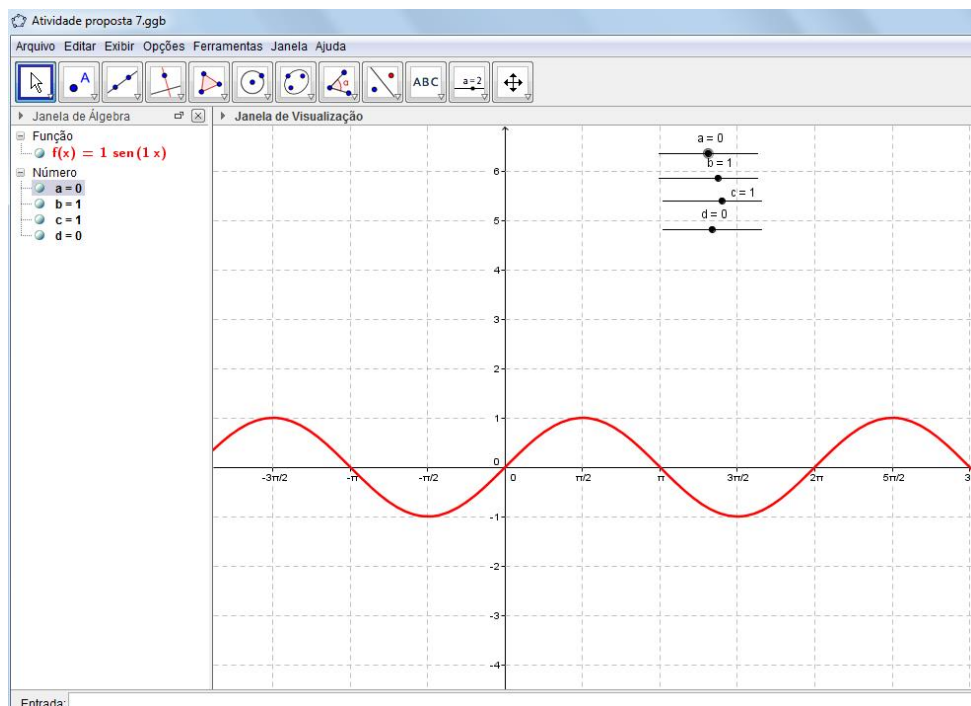 Atividade proposta 7.ggb
Arquivo Editar Exibir Opções Ferramentas Janela Ajuda
A
α
ABC
a=2
Janela de Álgebra
Janela de Visualização
Função
f(x) = 1 sen(1 x)
Número
a = 0
b = 1
c = 1
d = 0
a = 0
b = 1
c = 1
d = 0
6
5
4
3
2
1
0
-3π/2 -π -π/2 0 π/2 π 3π/2 2π 5π/2 3
-1
-2
-3
-4
Entrada: